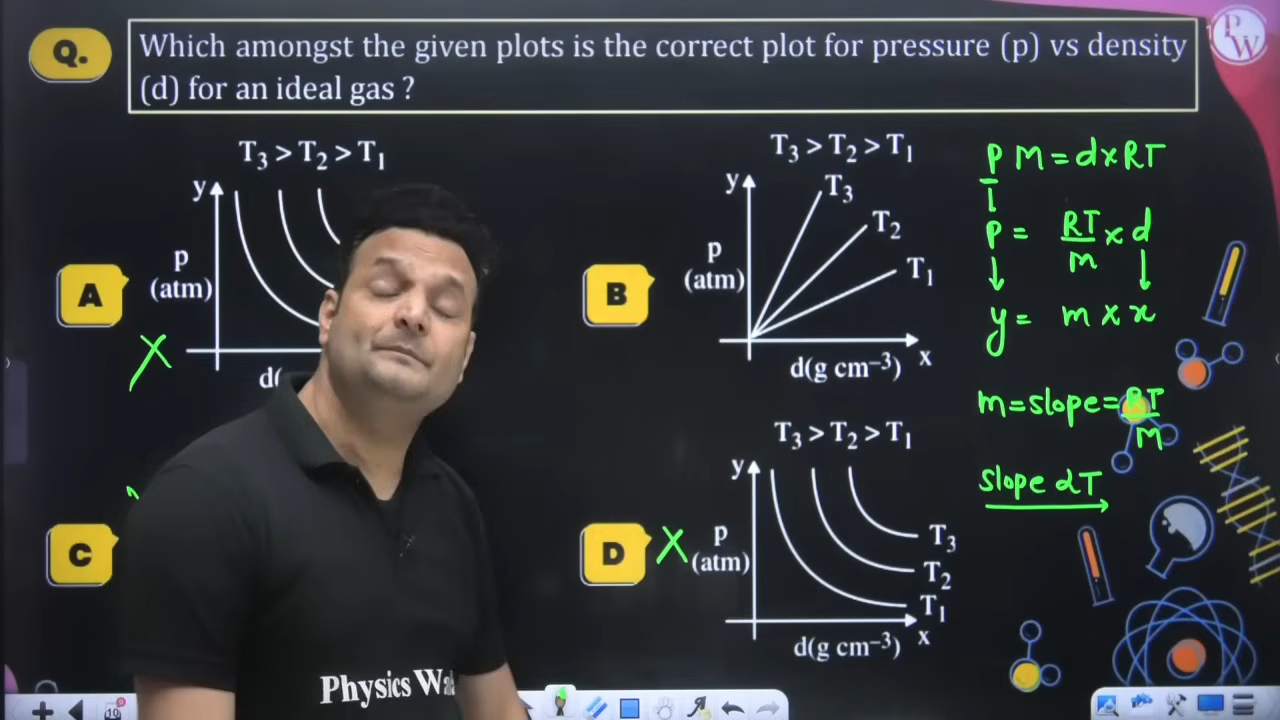 Q.
Which amongst the given plots is the correct plot for pressure (p) vs density
(d) for an ideal gas ?
P
W
A
T₃ > T₂ > T₁
y
p
(atm)
d(
X
B
T₃ > T₂ > T₁
y
T₃
T₂
T₁
p
(atm)
d(g cm⁻³)
x
C
D
X
T₃ > T₂ > T₁
y
p
(atm)
T₃
T₂
T₁
d(g cm⁻³)
x
p M = d x RT
p = RT/M x d
y = m x x
m = slope = RT/M
slope α T
Physics Wa
10